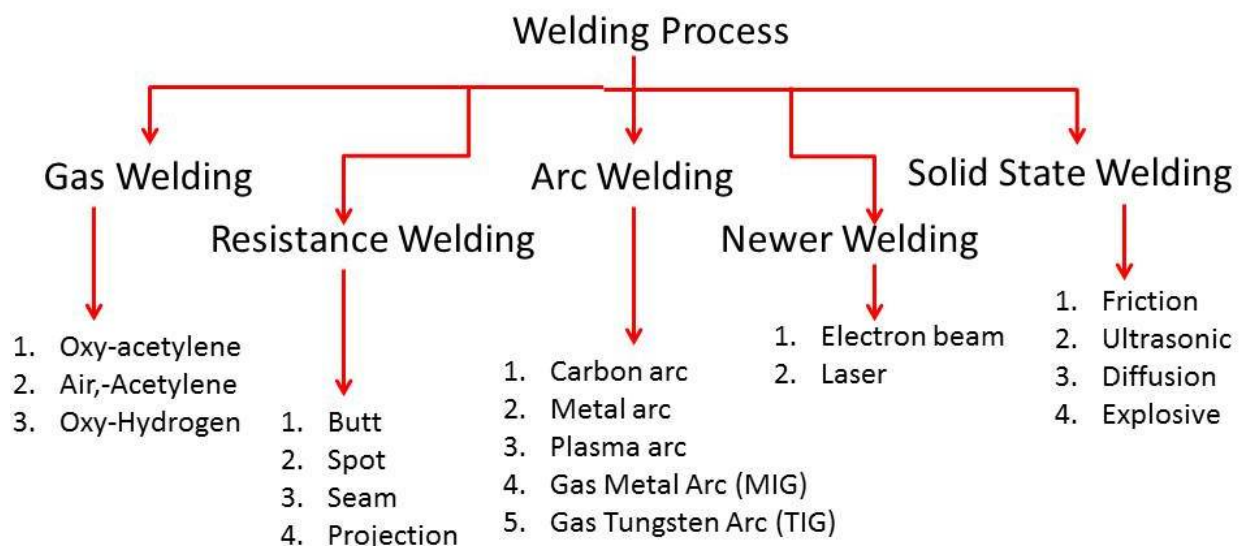 Welding Process
Gas Welding
1. Oxy-acetylene
2. Air,-Acetylene
3. Oxy-Hydrogen
Resistance Welding
1. Butt
2. Spot
3. Seam
4. Projection
Arc Welding
1. Carbon arc
2. Metal arc
3. Plasma arc
4. Gas Metal Arc (MIG)
5. Gas Tungsten Arc (TIG)
Newer Welding
1. Electron beam
2. Laser
Solid State Welding
1. Friction
2. Ultrasonic
3. Diffusion
4. Explosive